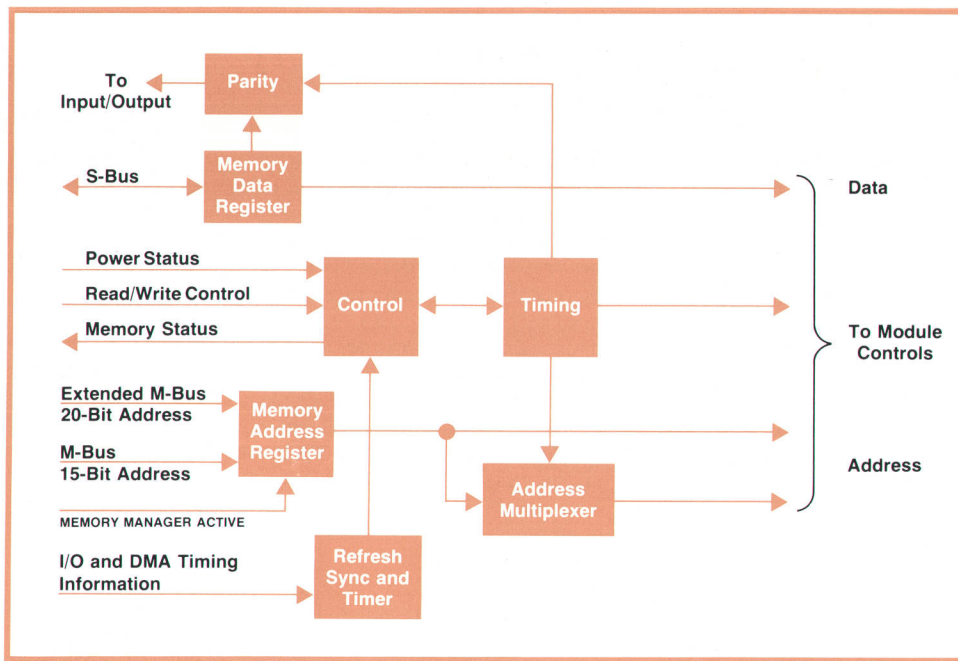 To
Input/Output
Parity
S-Bus
Memory
Data
Register
Data
Power Status
Read/Write Control
Memory Status
Control
Timing
To Module
Controls
Extended M-Bus
20-Bit Address
M-Bus
15-Bit Address
MEMORY MANAGER ACTIVE
Memory
Address
Register
Address
Multiplexer
Address
I/O and DMA Timing
Information
Refresh
Sync and
Timer